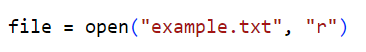 file = open("example.txt", "r")